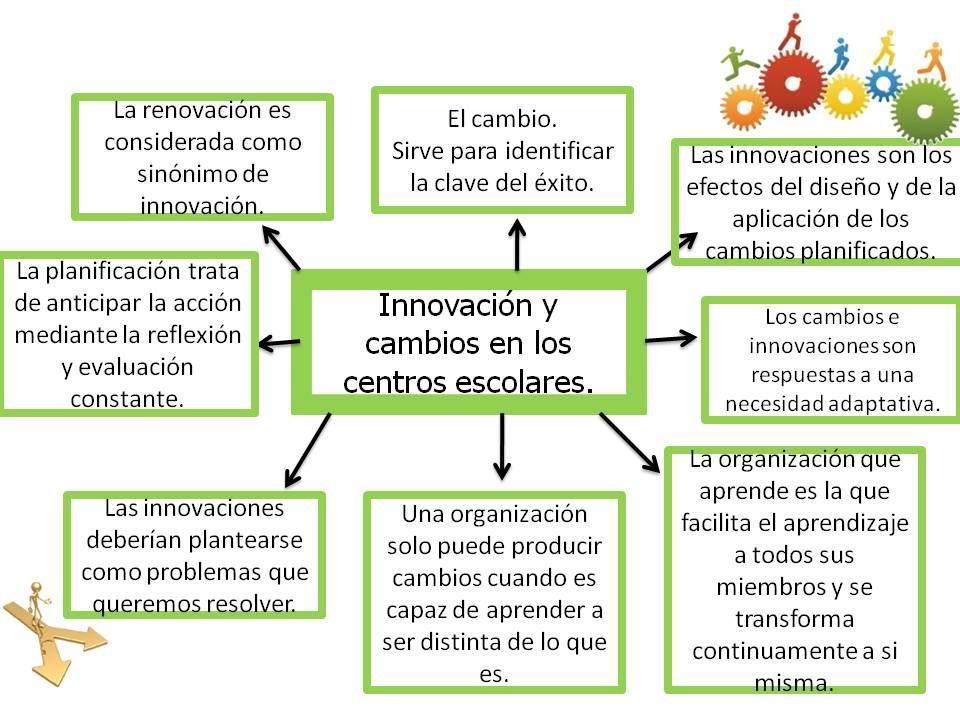 La renovación es
considerada como
sinónimo de
innovación.
El cambio.
Sirve para identificar
la clave del éxito.
Las innovaciones son los
efectos del diseño y de la
aplicación de los
cambios planificados.
La planificación trata
de anticipar la acción
mediante la reflexión
y evaluación
constante.
Innovación y
cambios en los
centros escolares.
Los cambios e
innovaciones son
respuestas a una
necesidad adaptativa.
Las innovaciones
deberían plantearse
como problemas que
queremos resolver.
Una organización
solo puede producir
cambios cuando es
capaz de aprender a
ser distinta de lo que
es.
La organización que
aprende es la que
facilita el aprendizaje
a todos sus
miembros y se
transforma
continuamente a si
misma.